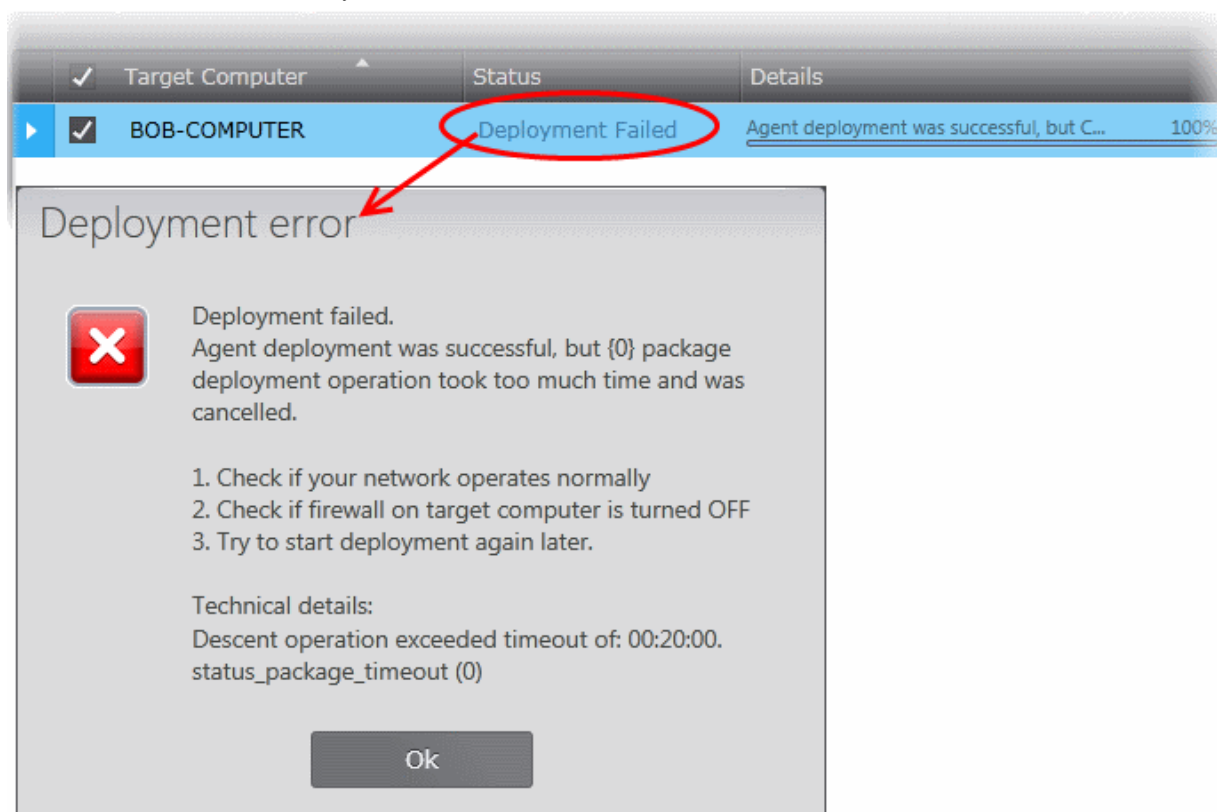 Target Computer Status Details
BOB-COMPUTER Deployment Failed Agent deployment was successful, but C... 100%
Deployment error
Deployment failed.
Agent deployment was successful, but {0} package
deployment operation took too much time and was
cancelled.
1. Check if your network operates normally
2. Check if firewall on target computer is turned OFF
3. Try to start deployment again later.
Technical details:
Descent operation exceeded timeout of: 00:20:00.
status_package_timeout (0)
Ok